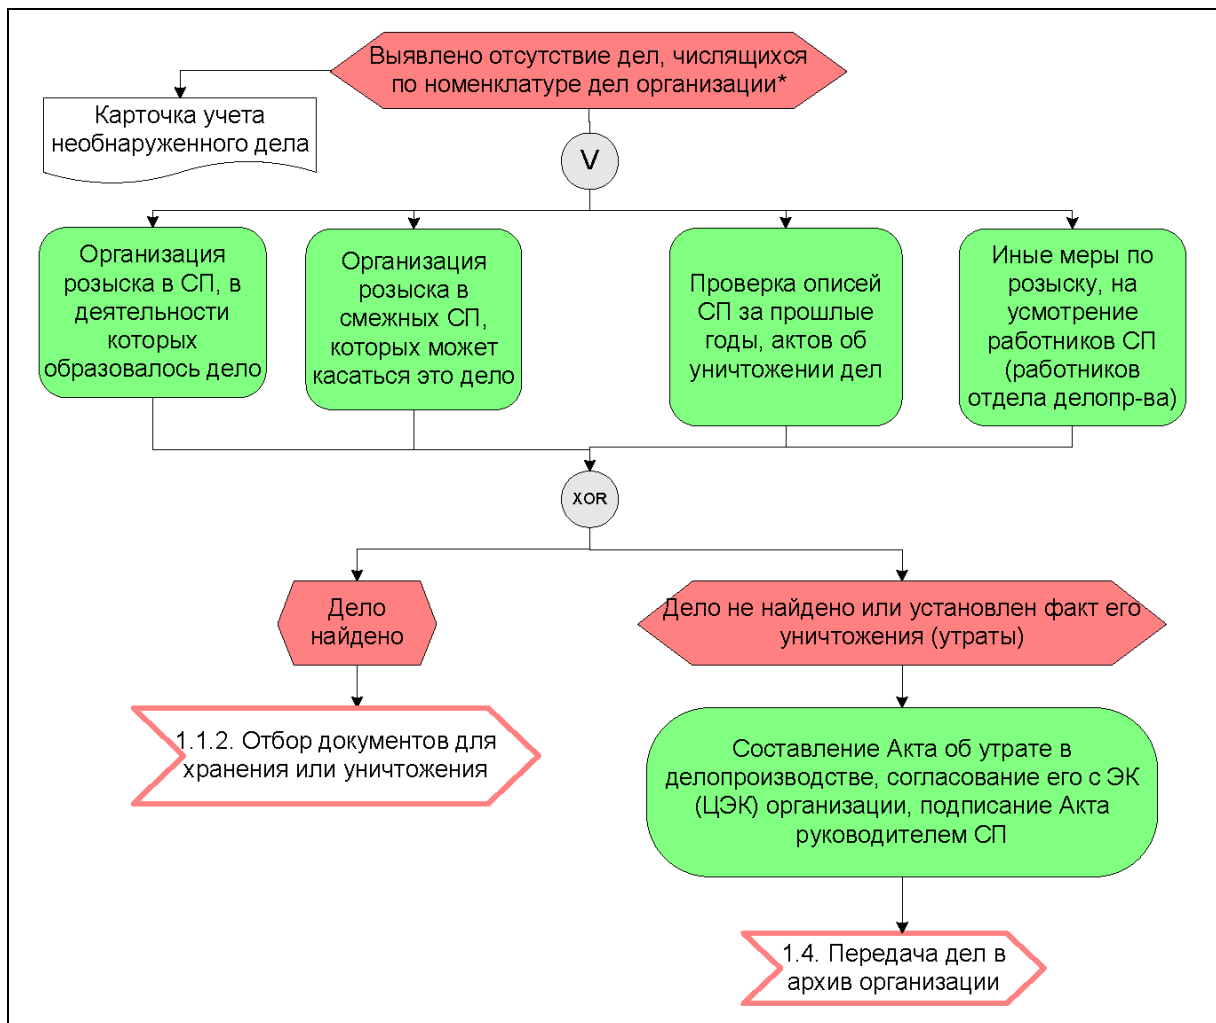 Выявлено отсутствие дел, числящихся
по номенклатуре дел организации*
Карточка учета
необнаруженного дела
V
Организация
розыска в СП, в
деятельности
которых
образовалось дело
Организация
розыска в
смежных СП,
которых может
касаться это дело
Проверка описей
СП за прошлые
годы, актов об
уничтожении дел
Иные меры по
розыску, на
усмотрение
работников СП
(работников
отдела делопр-ва)
XOR
Дело
найдено
Дело не найдено или установлен факт его
уничтожения (утраты)
1.1.2. Отбор документов для
хранения или уничтожения
Составление Акта об утрате в
делопроизводстве, согласование его с ЭК
(ЦЭК) организации, подписание Акта
руководителем СП
1.4. Передача дел в
архив организации